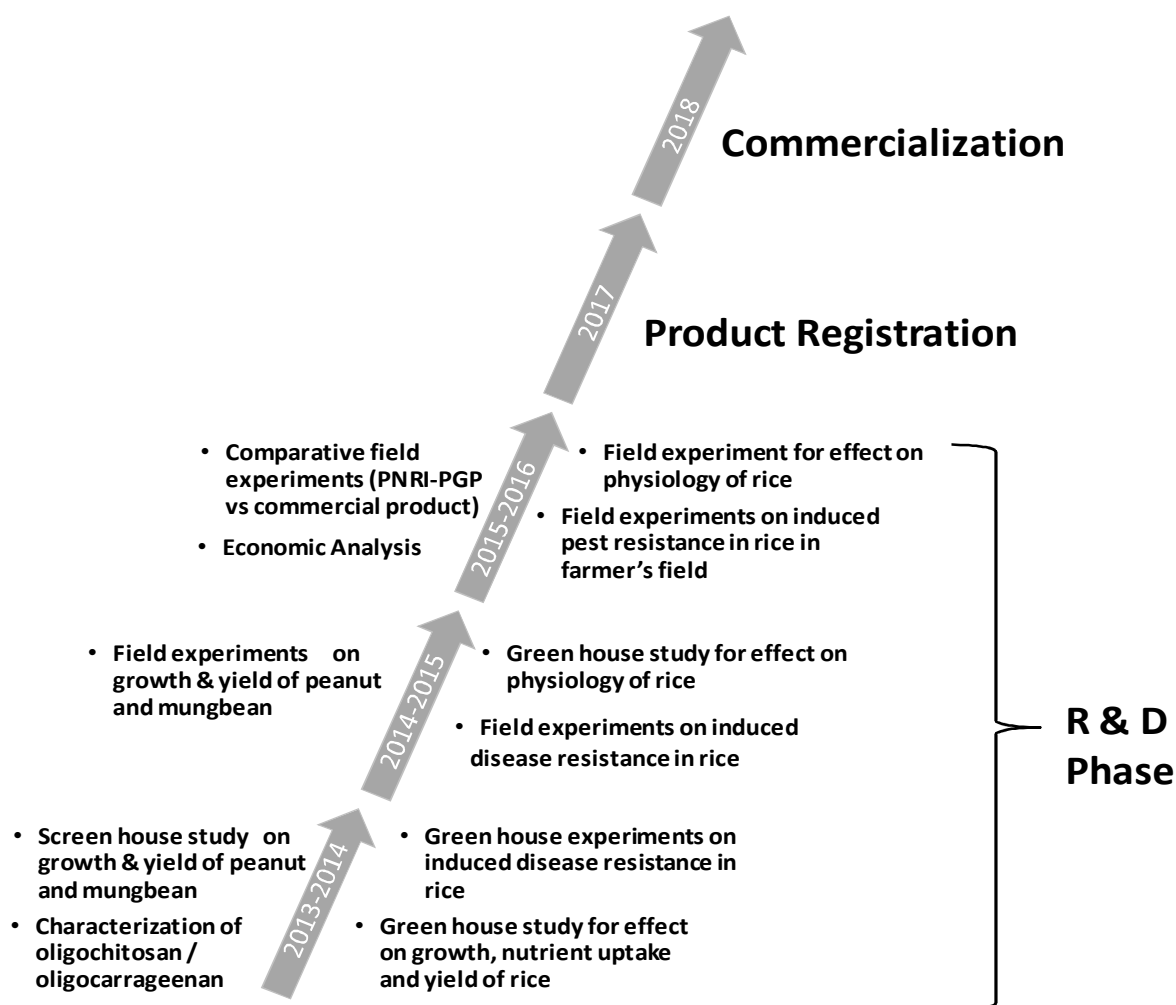 2018
Commercialization
2017
Product Registration
2015-2016
• Comparative field
experiments (PNRI-PGP
vs commercial product)
• Economic Analysis
• Field experiment for effect on
physiology of rice
• Field experiments on induced
pest resistance in rice in
farmer’s field
2014-2015
• Field experiments on
growth & yield of peanut
and mungbean
• Green house study for effect on
physiology of rice
• Field experiments on induced
disease resistance in rice
R & D
Phase
2013-2014
• Screen house study on
growth & yield of peanut
and mungbean
• Characterization of
oligochitosan /
oligocarrageenan
• Green house experiments on
induced disease resistance in
rice
• Green house study for effect
on growth, nutrient uptake
and yield of rice